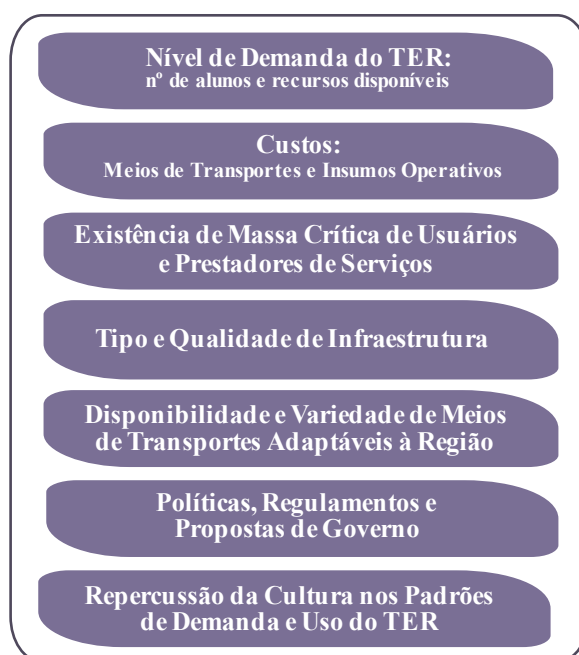 Nível de Demanda do TER:
nº de alunos e recursos disponíveis
Custos:
Meios de Transportes e Insumos Operativos
Existência de Massa Crítica de Usuários
e Prestadores de Serviços
Tipo e Qualidade de Infraestrutura
Disponibilidade e Variedade de Meios
de Transportes Adaptáveis à Região
Políticas, Regulamentos e
Propostas de Governo
Repercussão da Cultura nos Padrões
de Demanda e Uso do TER